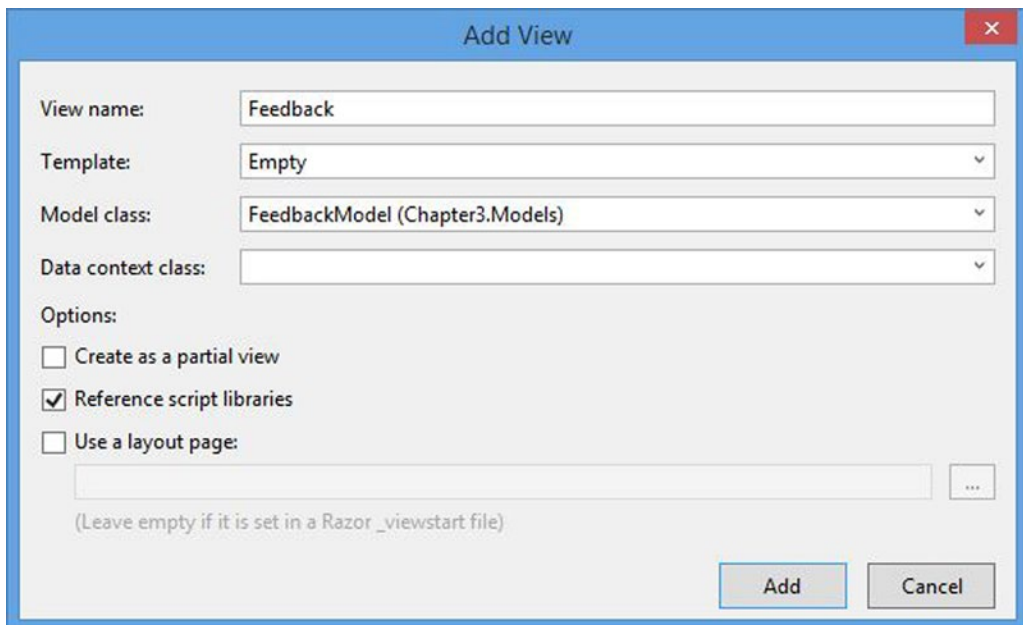 Add View
View name: Feedback
Template: Empty
Model class: FeedbackModel (Chapter3.Models)
Data context class:
Options:
Create as a partial view
Reference script libraries
Use a layout page:
...
(Leave empty if it is set in a Razor _viewstart file)
Add Cancel